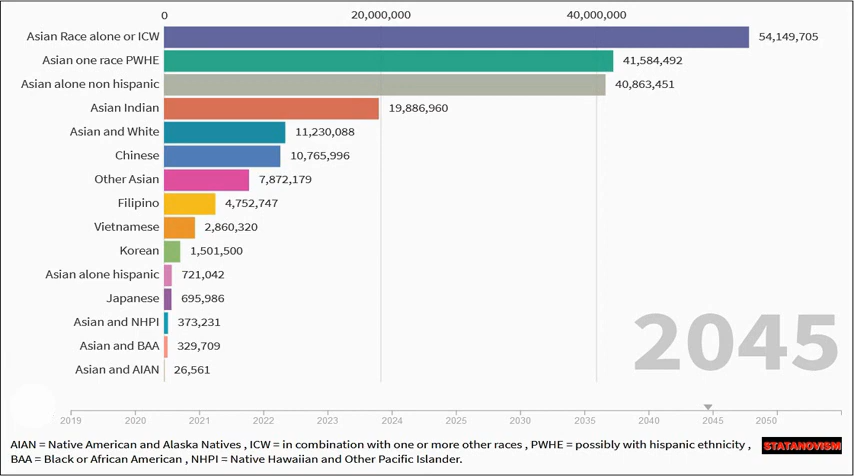 0 20,000,000 40,000,000
Asian Race alone or ICW 54,149,705
Asian one race PWHE 41,584,492
Asian alone non hispanic 40,863,451
Asian Indian 19,886,960
Asian and White 11,230,088
Chinese 10,765,996
Other Asian 7,872,179
Filipino 4,752,747
Vietnamese 2,860,320
Korean 1,501,500
Asian alone hispanic 721,042
Japanese 695,986
Asian and NHPI 373,231
Asian and BAA 329,709
Asian and AIAN 26,561
2045
2019 2020 2021 2022 2023 2024 2025 2030 2035 2040 2045 2050
AIAN = Native American and Alaska Natives , ICW = in combination with one or more other races , PWHE = possibly with hispanic ethnicity ,
BAA = Black or African American , NHPI = Native Hawaiian and Other Pacific Islander.
STATANOVISM